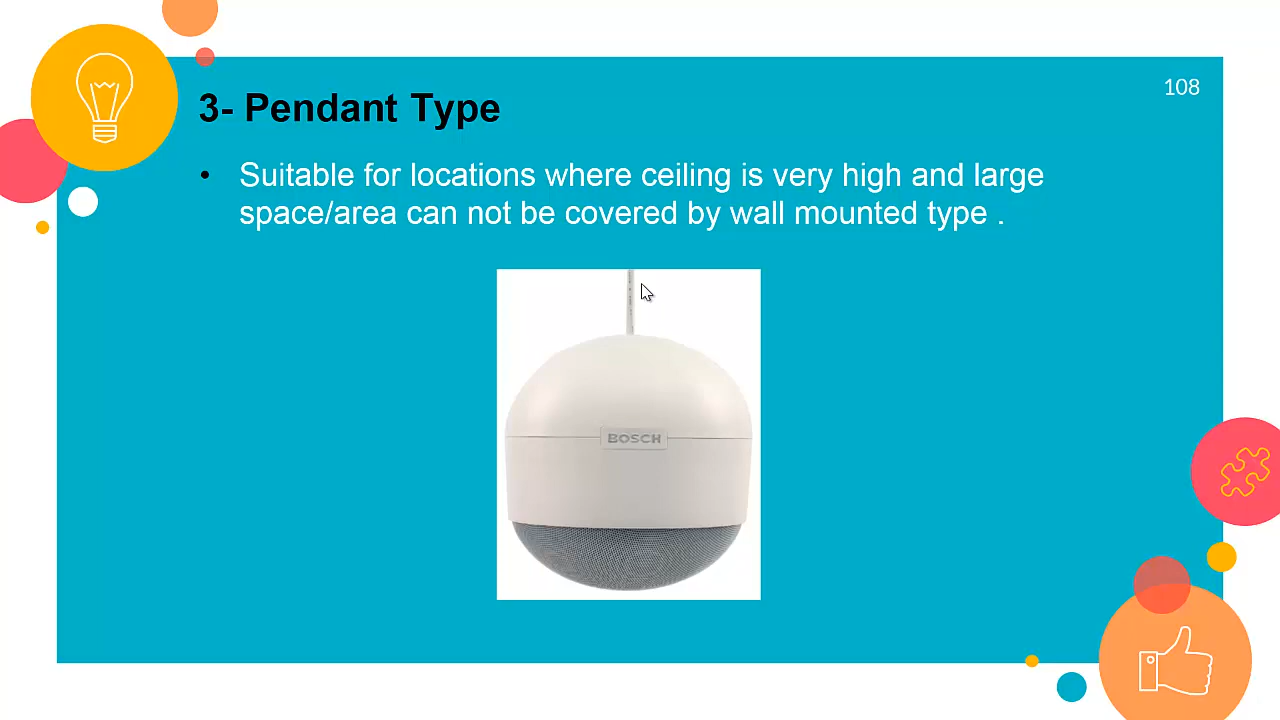 108
3- Pendant Type
• Suitable for locations where ceiling is very high and large
space/area can not be covered by wall mounted type .
BOSCH